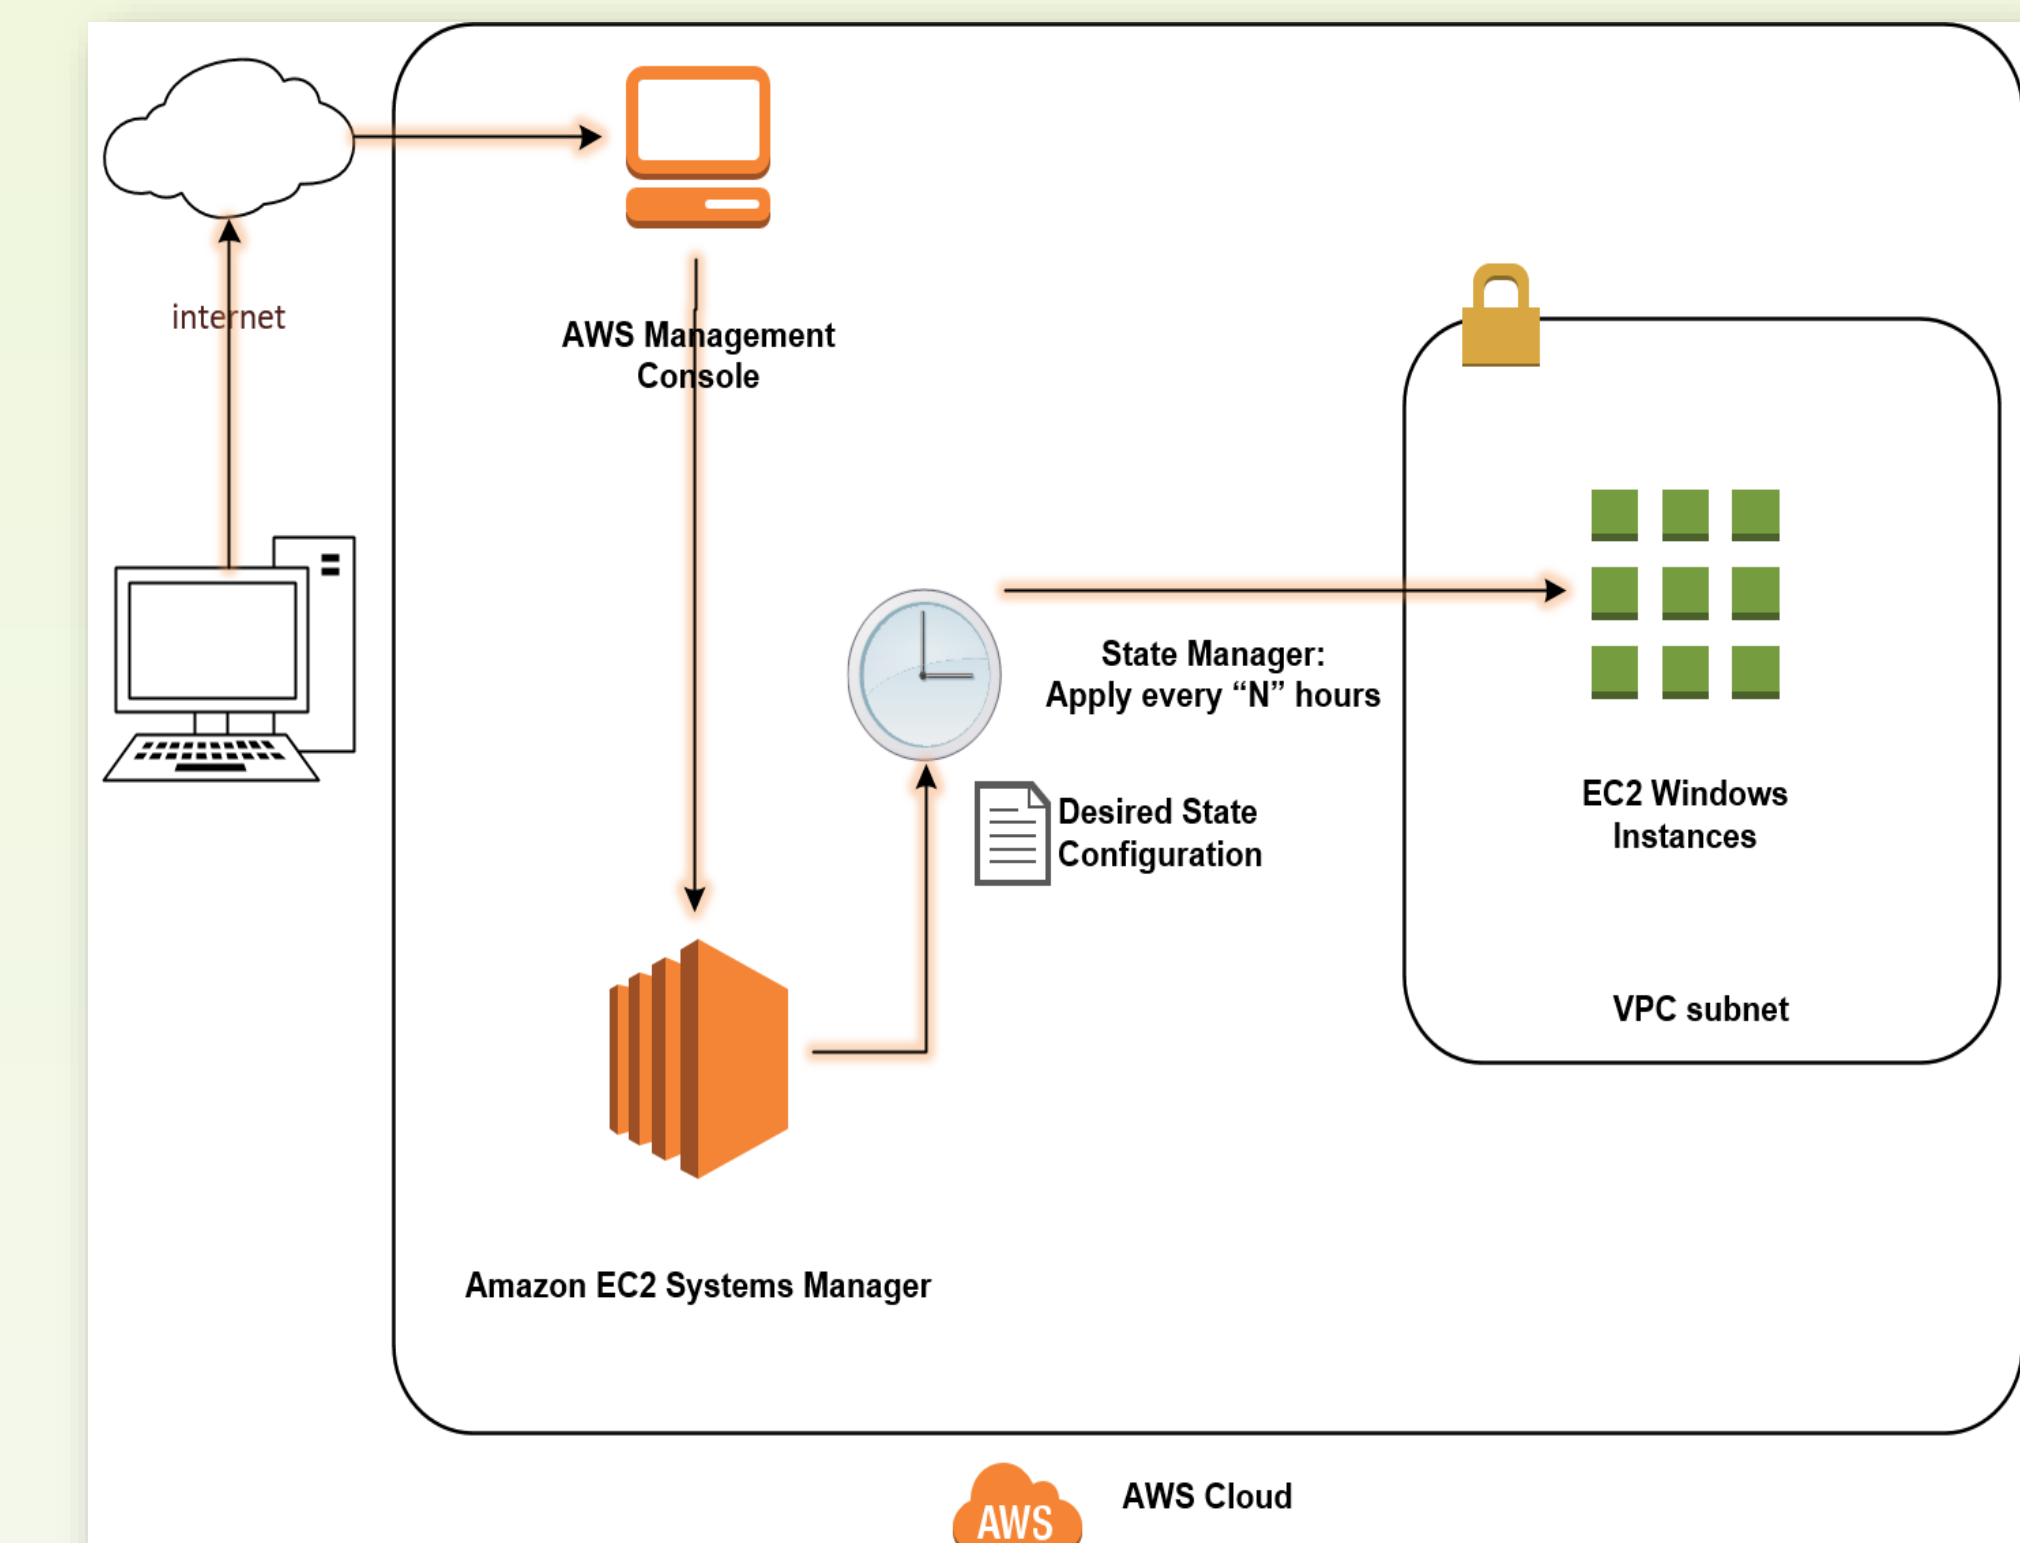 internet
AWS Management
Console
State Manager:
Apply every “N” hours
Desired State
Configuration
EC2 Windows
Instances
VPC subnet
Amazon EC2 Systems Manager
AWS Cloud
AWS